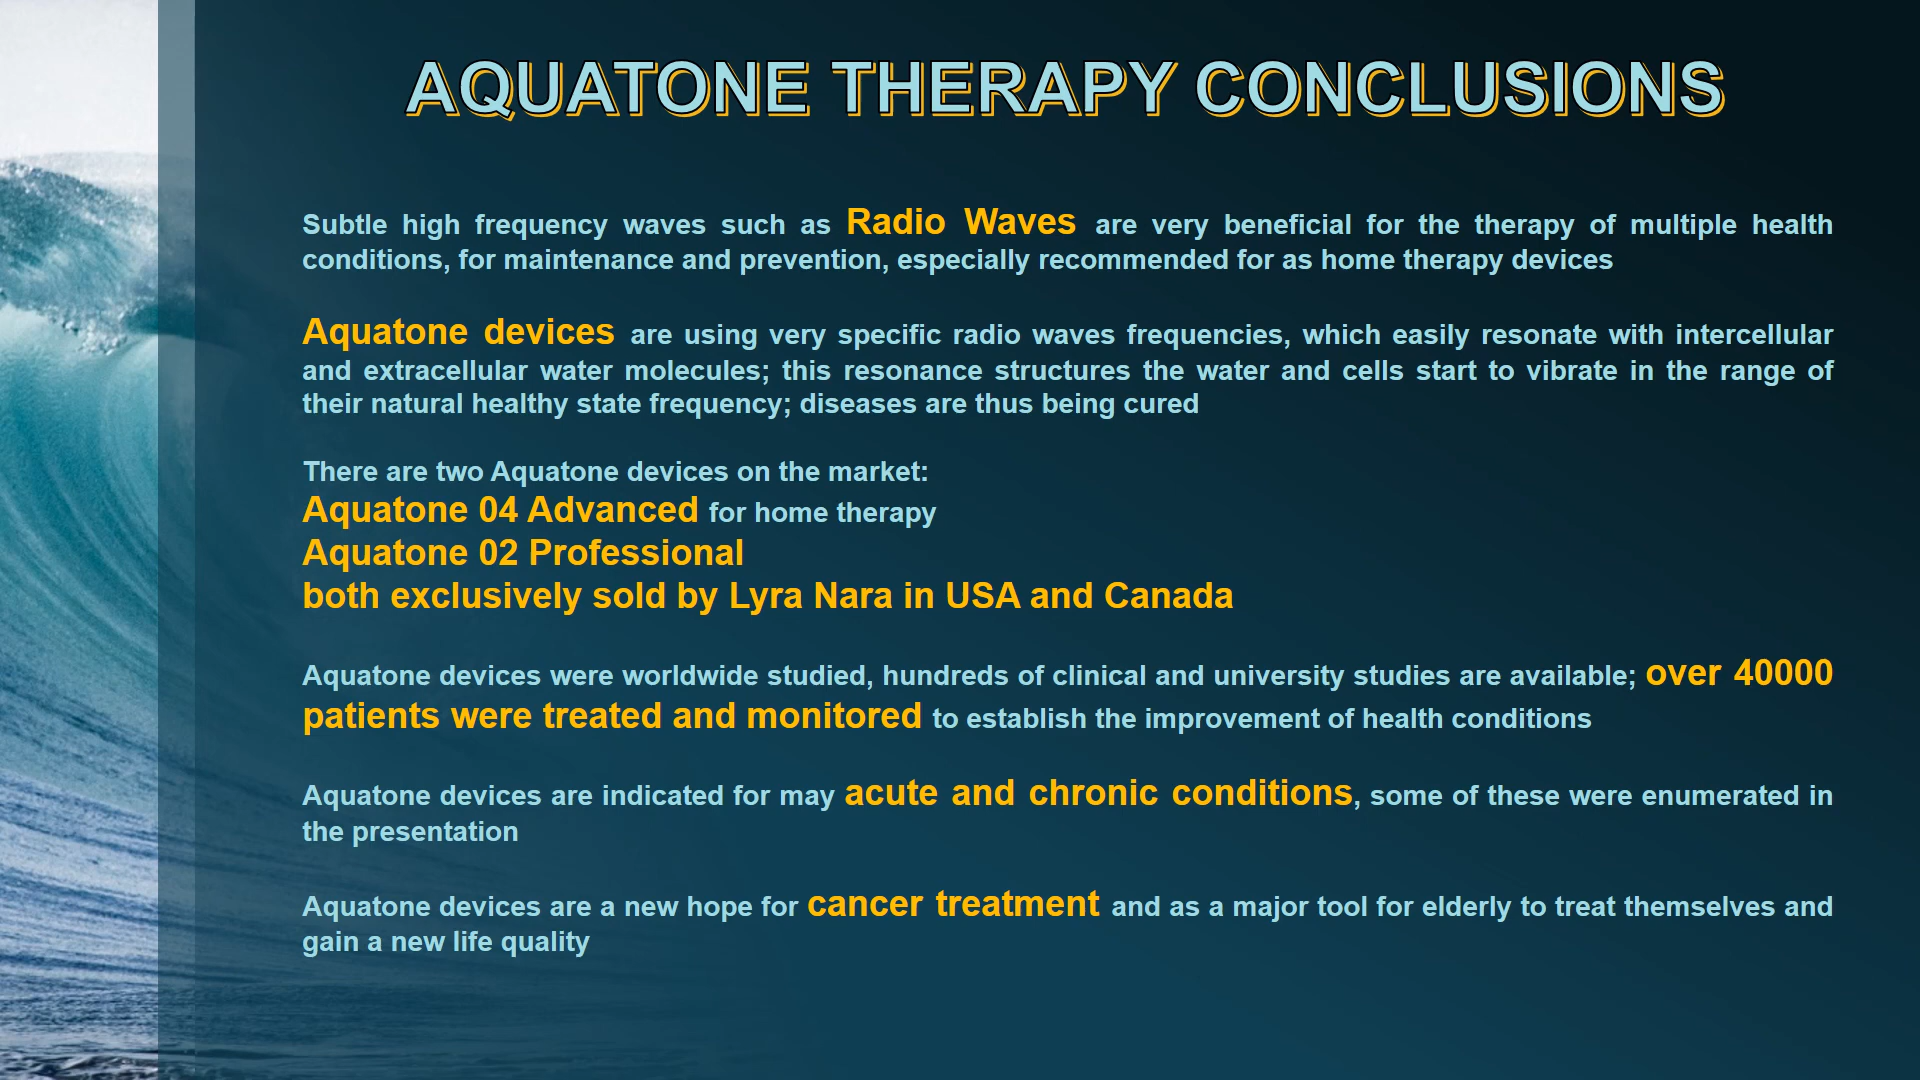 AQUATONE THERAPY CONCLUSIONS
Subtle high frequency waves such as Radio Waves are very beneficial for the therapy of multiple health
conditions, for maintenance and prevention, especially recommended for as home therapy devices
Aquatone devices are using very specific radio waves frequencies, which easily resonate with intercellular
and extracellular water molecules; this resonance structures the water and cells start to vibrate in the range of
their natural healthy state frequency; diseases are thus being cured
There are two Aquatone devices on the market:
Aquatone 04 Advanced for home therapy
Aquatone 02 Professional
both exclusively sold by Lyra Nara in USA and Canada
Aquatone devices were worldwide studied, hundreds of clinical and university studies are available; over 40000
patients were treated and monitored to establish the improvement of health conditions
Aquatone devices are indicated for may acute and chronic conditions, some of these were enumerated in
the presentation
Aquatone devices are a new hope for cancer treatment and as a major tool for elderly to treat themselves and
gain a new life quality